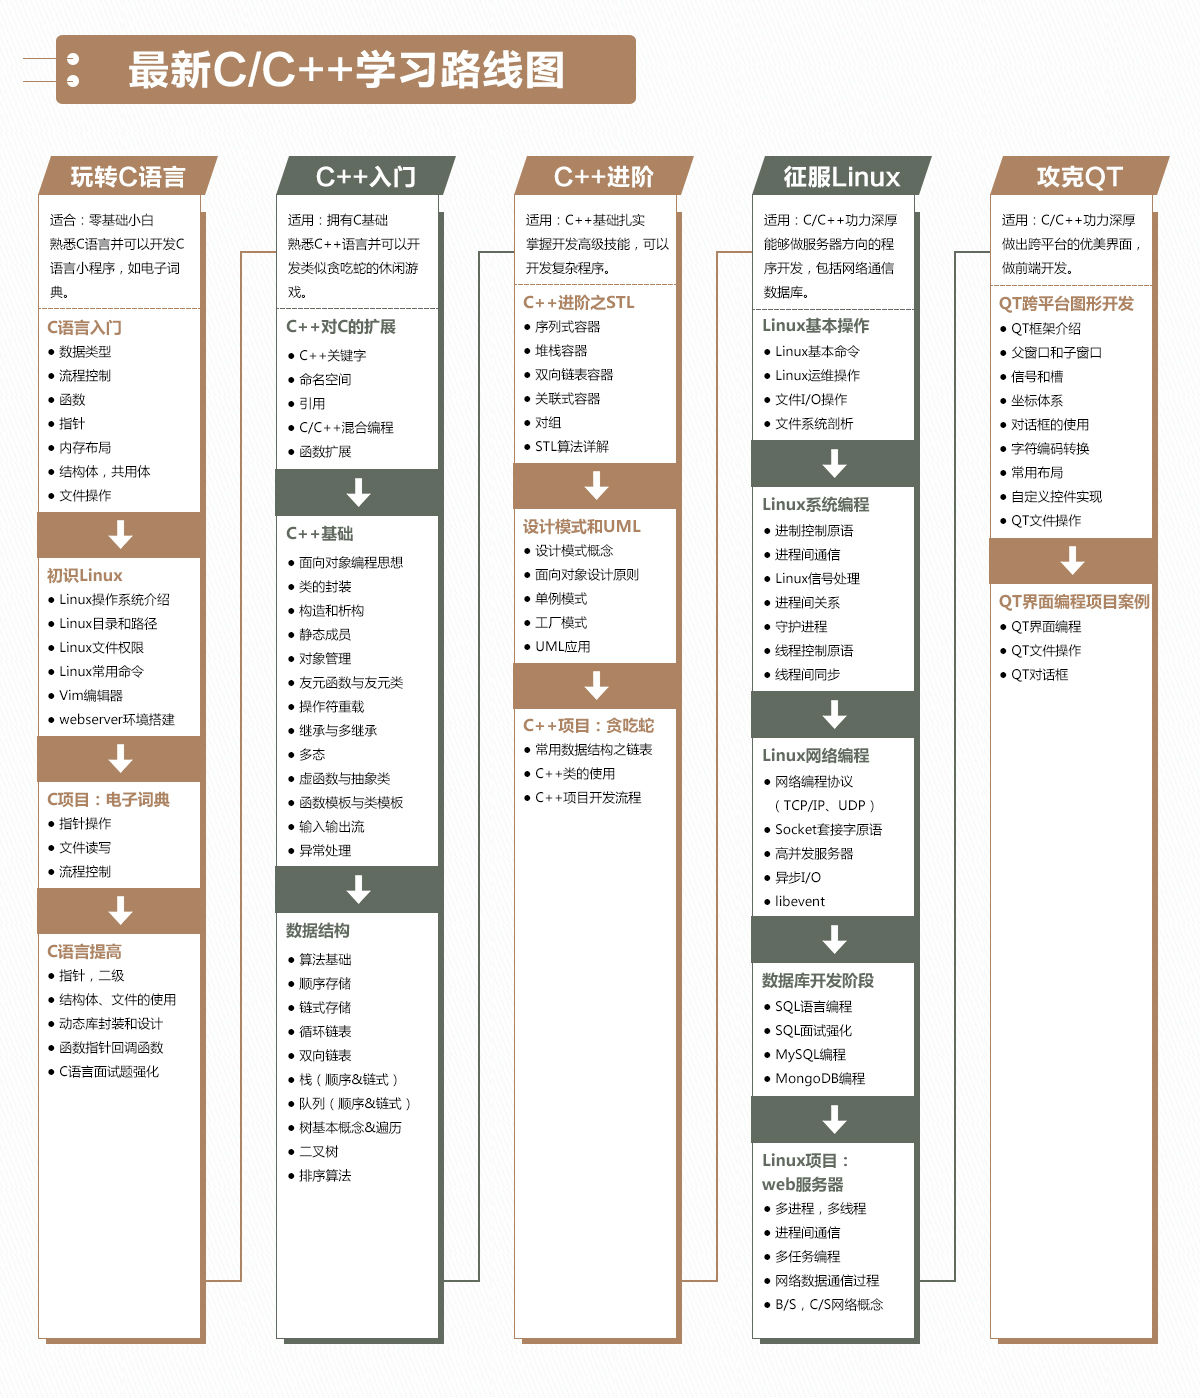 最新C/C++学习路线图
玩转C语言
适合：零基础小白
熟悉C语言并可以开发C
语言小程序，如电子词
典。
C语言入门
● 数据类型
● 流程控制
● 函数
● 指针
● 内存布局
● 结构体，共用体
● 文件操作
初识Linux
● Linux操作系统介绍
● Linux目录和路径
● Linux文件权限
● Linux常用命令
● Vim编辑器
● webserver环境搭建
C项目：电子词典
● 指针操作
● 文件读写
● 流程控制
C语言提高
● 指针，二级
● 结构体、文件的使用
● 动态库封装和设计
● 函数指针回调函数
● C语言面试题强化
C++入门
适用：拥有C基础
熟悉C++语言并可以开
发类似贪吃蛇的休闲游
戏。
C++对C的扩展
● C++关键字
● 命名空间
● 引用
● C/C++混合编程
● 函数扩展
C++基础
● 面向对象编程思想
● 类的封装
● 构造和析构
● 静态成员
● 对象管理
● 友元函数与友元类
● 操作符重载
● 继承与多继承
● 多态
● 虚函数与抽象类
● 函数模板与类模板
● 输入输出流
● 异常处理
数据结构
● 算法基础
● 顺序存储
● 链式存储
● 循环链表
● 双向链表
● 栈（顺序&链式）
● 队列（顺序&链式）
● 树基本概念&遍历
● 二叉树
● 排序算法
C++进阶
适用：C++基础扎实
掌握开发高级技能，可以
开发复杂程序。
C++进阶之STL
● 序列式容器
● 堆栈容器
● 双向链表容器
● 关联式容器
● 对组
● STL算法详解
设计模式和UML
● 设计模式概念
● 面向对象设计原则
● 单例模式
● 工厂模式
● UML应用
C++项目：贪吃蛇
● 常用数据结构之链表
● C++类的使用
● C++项目开发流程
征服Linux
适用：C/C++功力深厚
能够做服务器方向的程
序开发，包括网络通信
数据库。
Linux基本操作
● Linux基本命令
● Linux运维操作
● 文件I/O操作
● 文件系统剖析
Linux系统编程
● 进制控制原语
● 进程间通信
● Linux信号处理
● 进程间关系
● 守护进程
● 线程控制原语
● 线程间同步
Linux网络编程
● 网络编程协议
（TCP/IP、UDP）
● Socket套接字原语
● 高并发服务器
● 异步I/O
● libevent
数据库开发阶段
● SQL语言编程
● SQL面试强化
● MySQL编程
● MongoDB编程
Linux项目：
web服务器
● 多进程，多线程
● 进程间通信
● 多任务编程
● 网络数据通信过程
● B/S，C/S网络概念
攻克QT
适用：C/C++功力深厚
做出跨平台的优美界面，
做前端开发。
QT跨平台图形开发
● QT框架介绍
● 父窗口和子窗口
● 信号和槽
● 坐标体系
● 对话框的使用
● 字符编码转换
● 常用布局
● 自定义控件实现
● QT文件操作
QT界面编程项目案例
● QT界面编程
● QT文件操作
● QT对话框